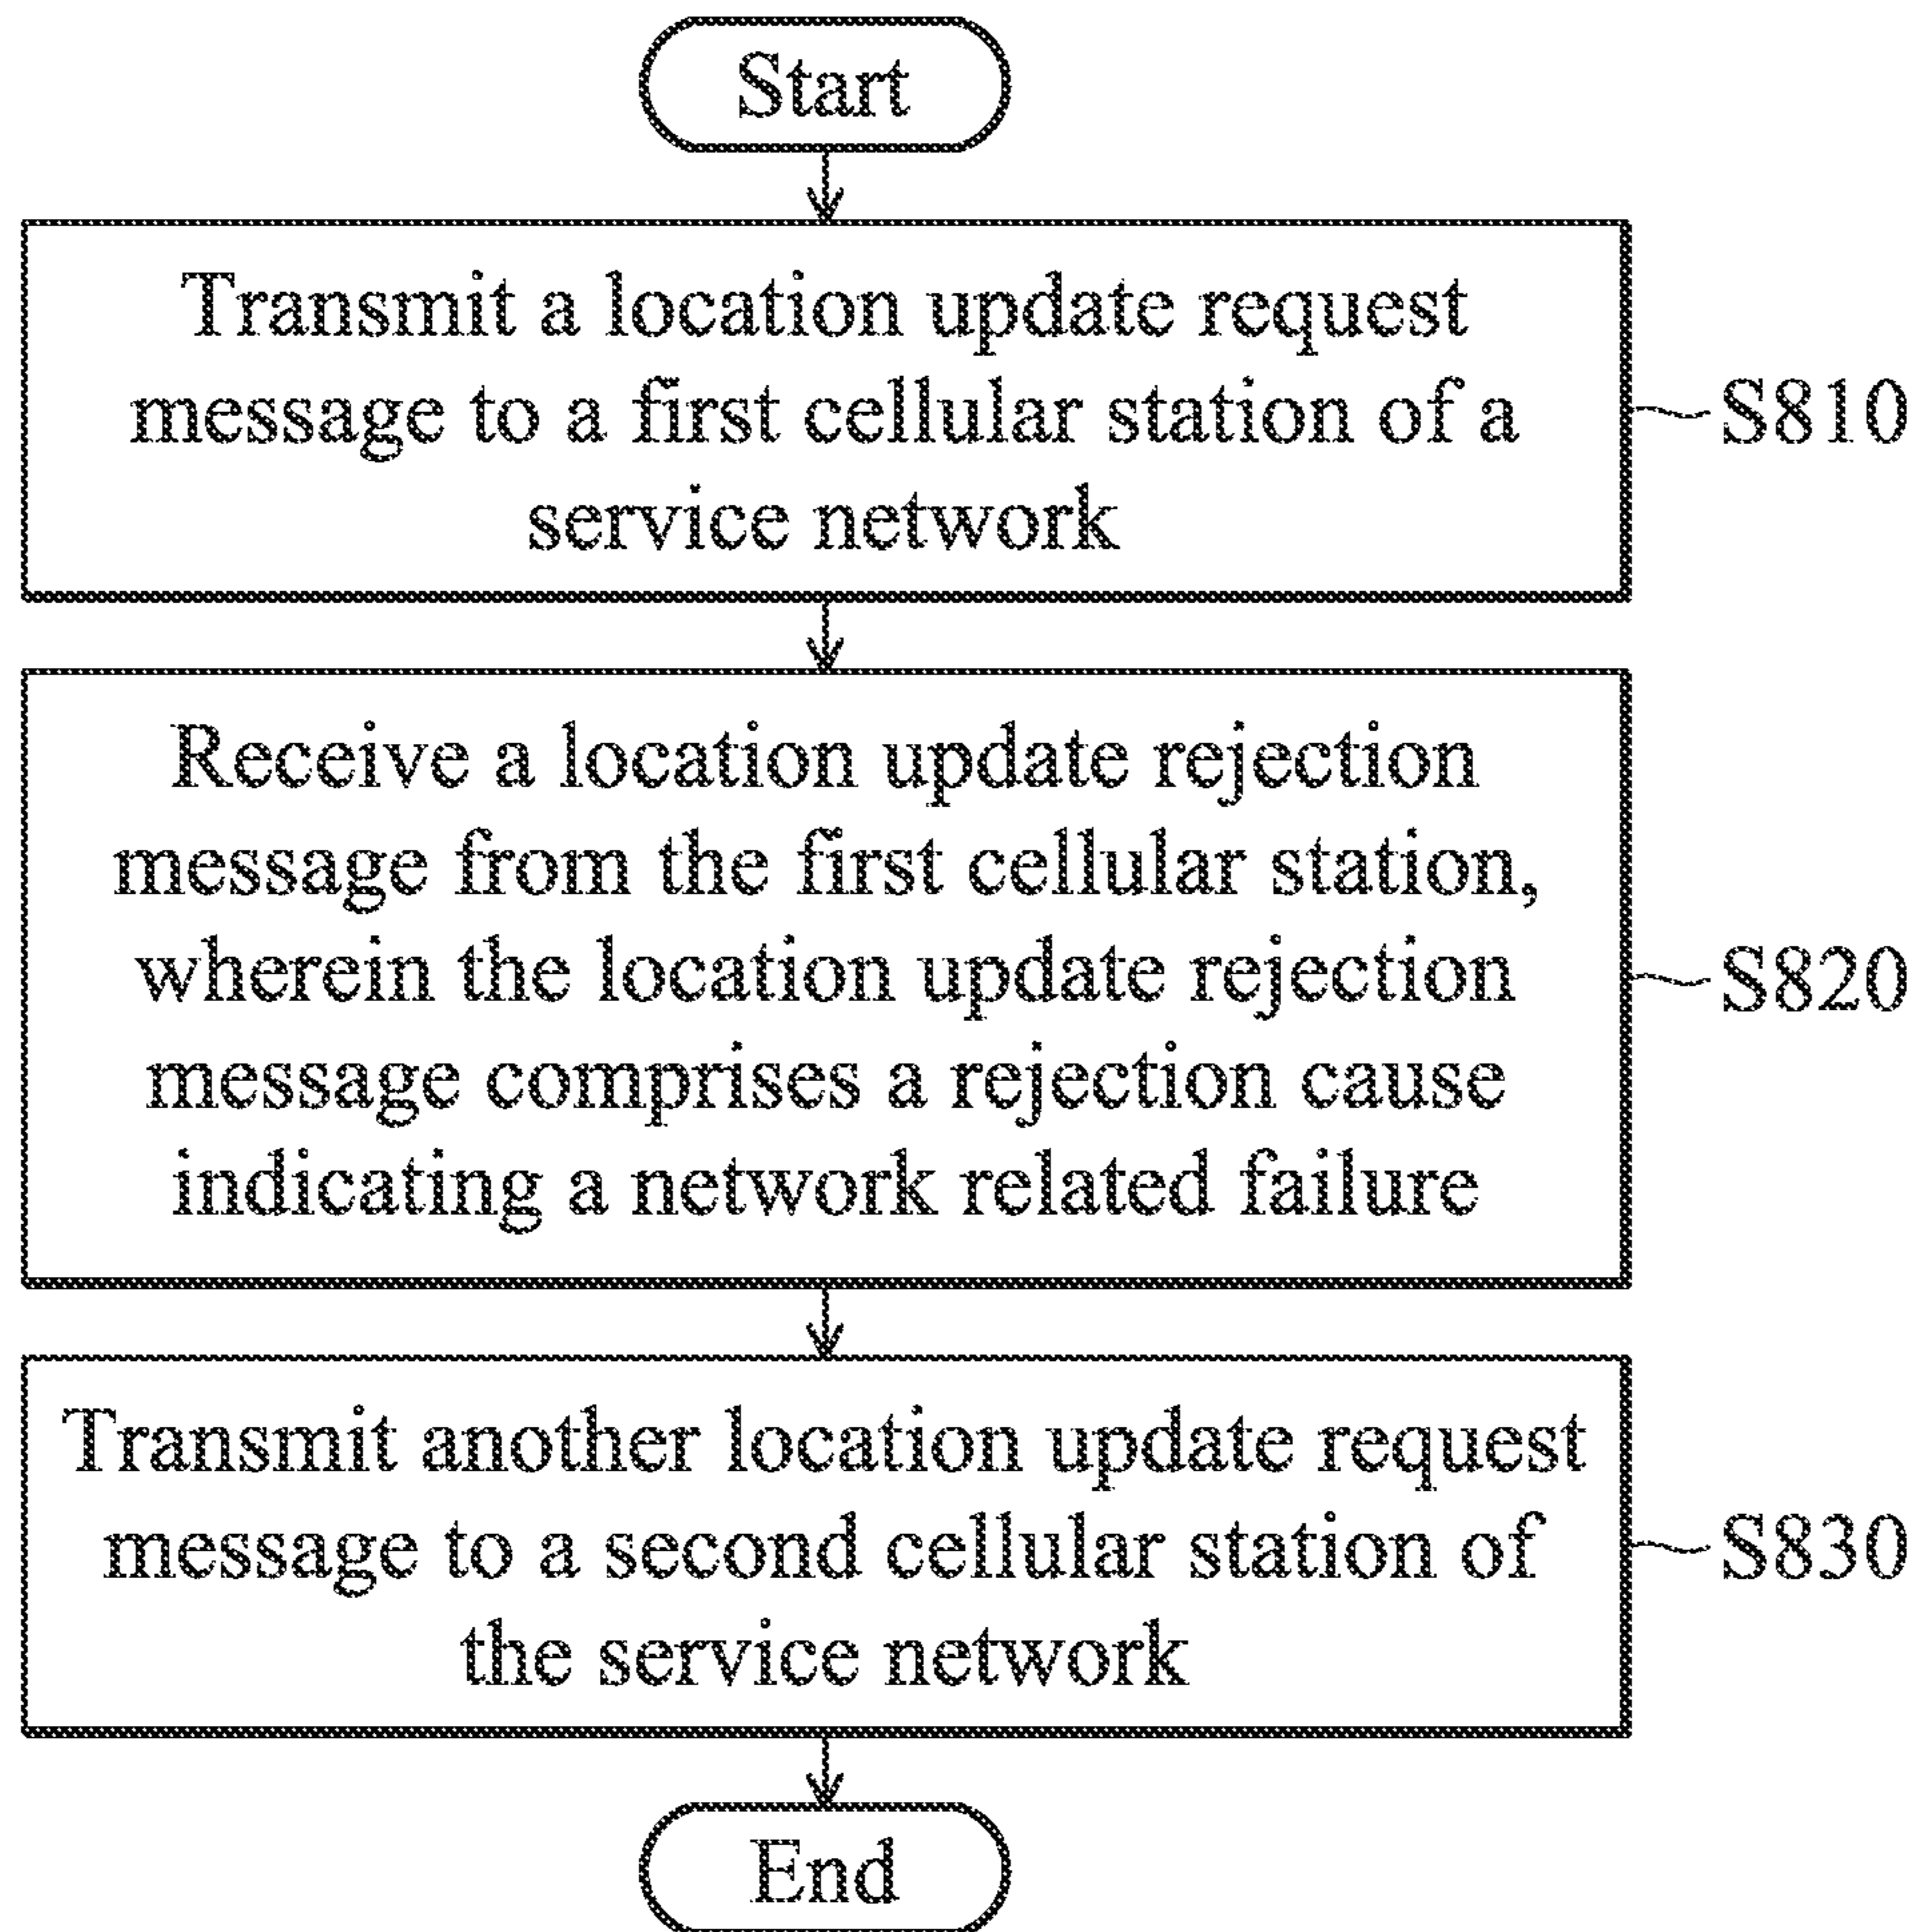 Start
Transmit a location update request
message to a first cellular station of a
service network
S810
Receive a location update rejection
message from the first cellular station,
wherein the location update rejection
message comprises a rejection cause
indicating a network related failure
S820
Transmit another location update request
message to a second cellular station of
the service network
S830
End